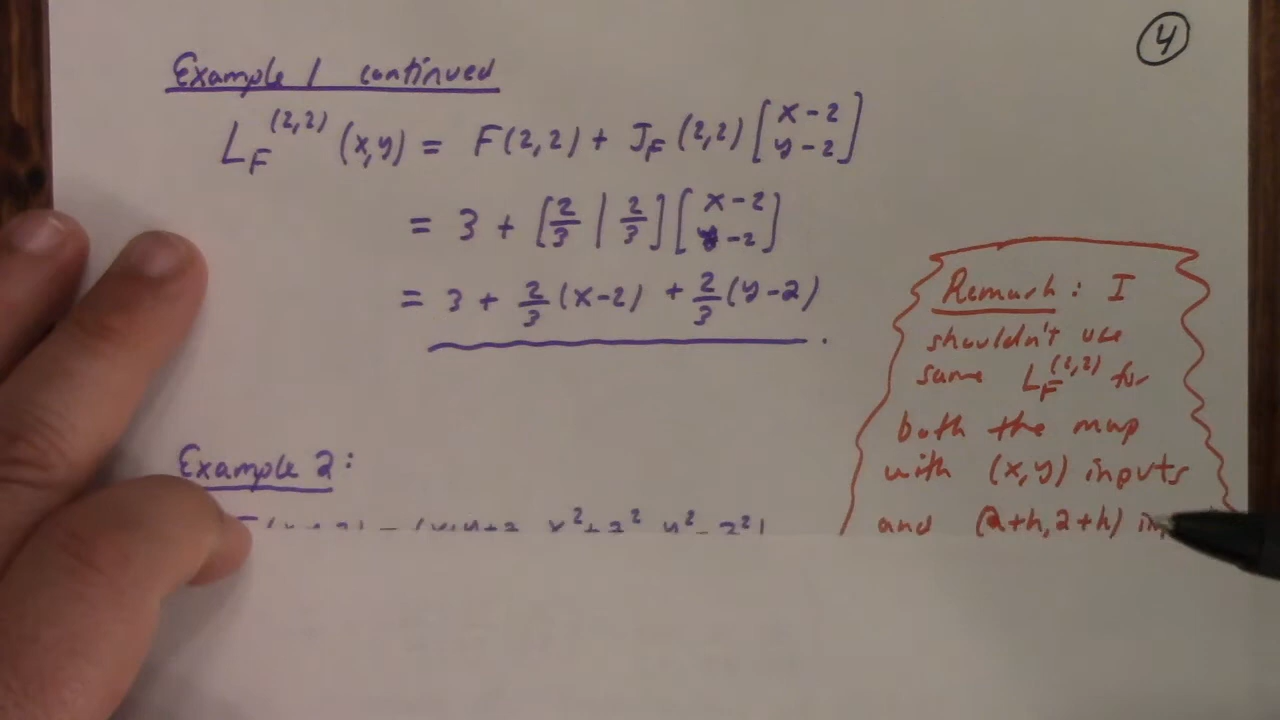 4
Example 1 continued
L_F^(2,2) (x,y) = F(2,2) + J_F (2,2) [x-2
y-2]
= 3 + [2/3 | 2/3] [x-2
y-2]
= 3 + 2/3 (x-2) + 2/3 (y-2) .
Remark: I
shouldn't use
same L_F^(2,2) for
both the map
with (x,y) inputs
and (2+h, 2+h)
Example 2: